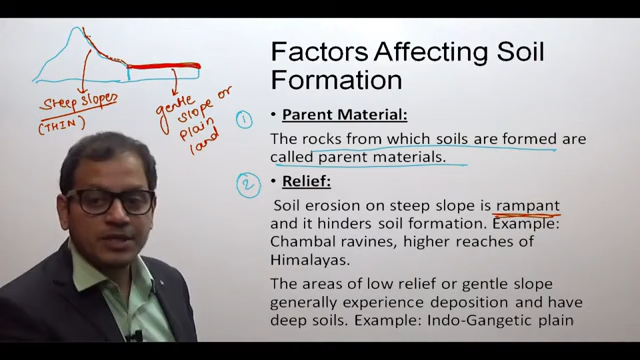 Factors Affecting Soil
Formation
Steep slopes
(THIN)
gentle
slope or
plain
land
1
• Parent Material:
The rocks from which soils are formed are
called parent materials.
2
• Relief:
Soil erosion on steep slope is rampant
and it hinders soil formation. Example:
Chambal ravines, higher reaches of
Himalayas.
The areas of low relief or gentle slope
generally experience deposition and have
deep soils. Example: Indo-Gangetic plain